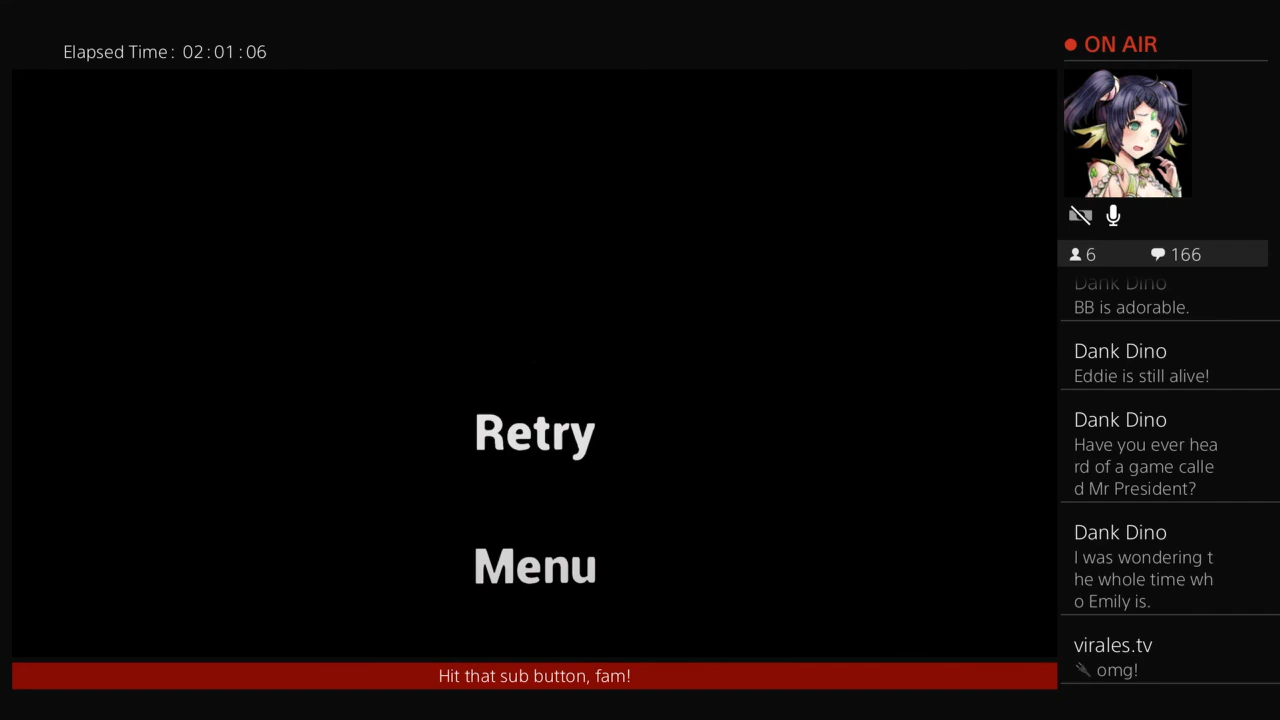 Elapsed Time: 02:01:06
ON AIR
6 166
Dank Dino
BB is adorable.
Dank Dino
Eddie is still alive!
Dank Dino
Have you ever hea
rd of a game calle
d Mr President?
Dank Dino
I was wondering t
he whole time wh
o Emily is.
virales.tv
omg!
Retry
Menu
Hit that sub button, fam!